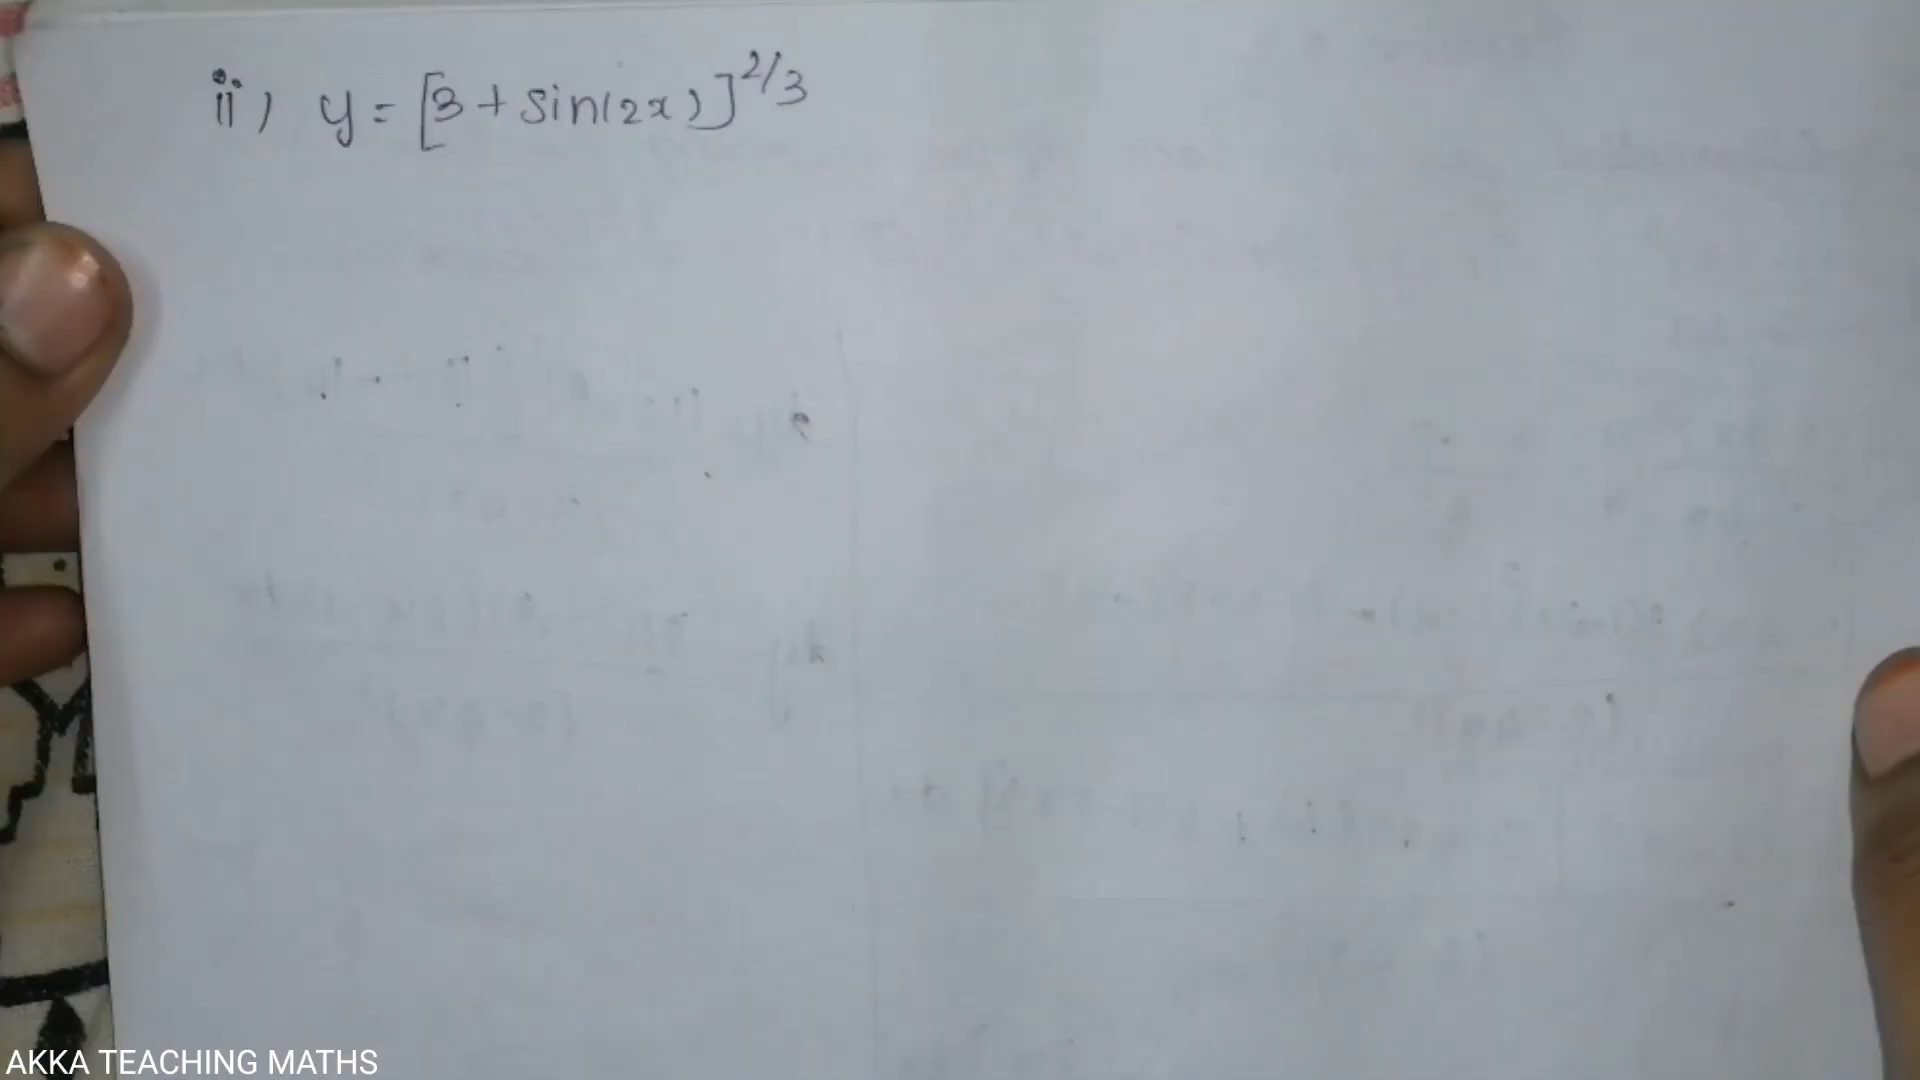 ii) y = [3 + sin(2x)]^2/3
AKKA TEACHING MATHS